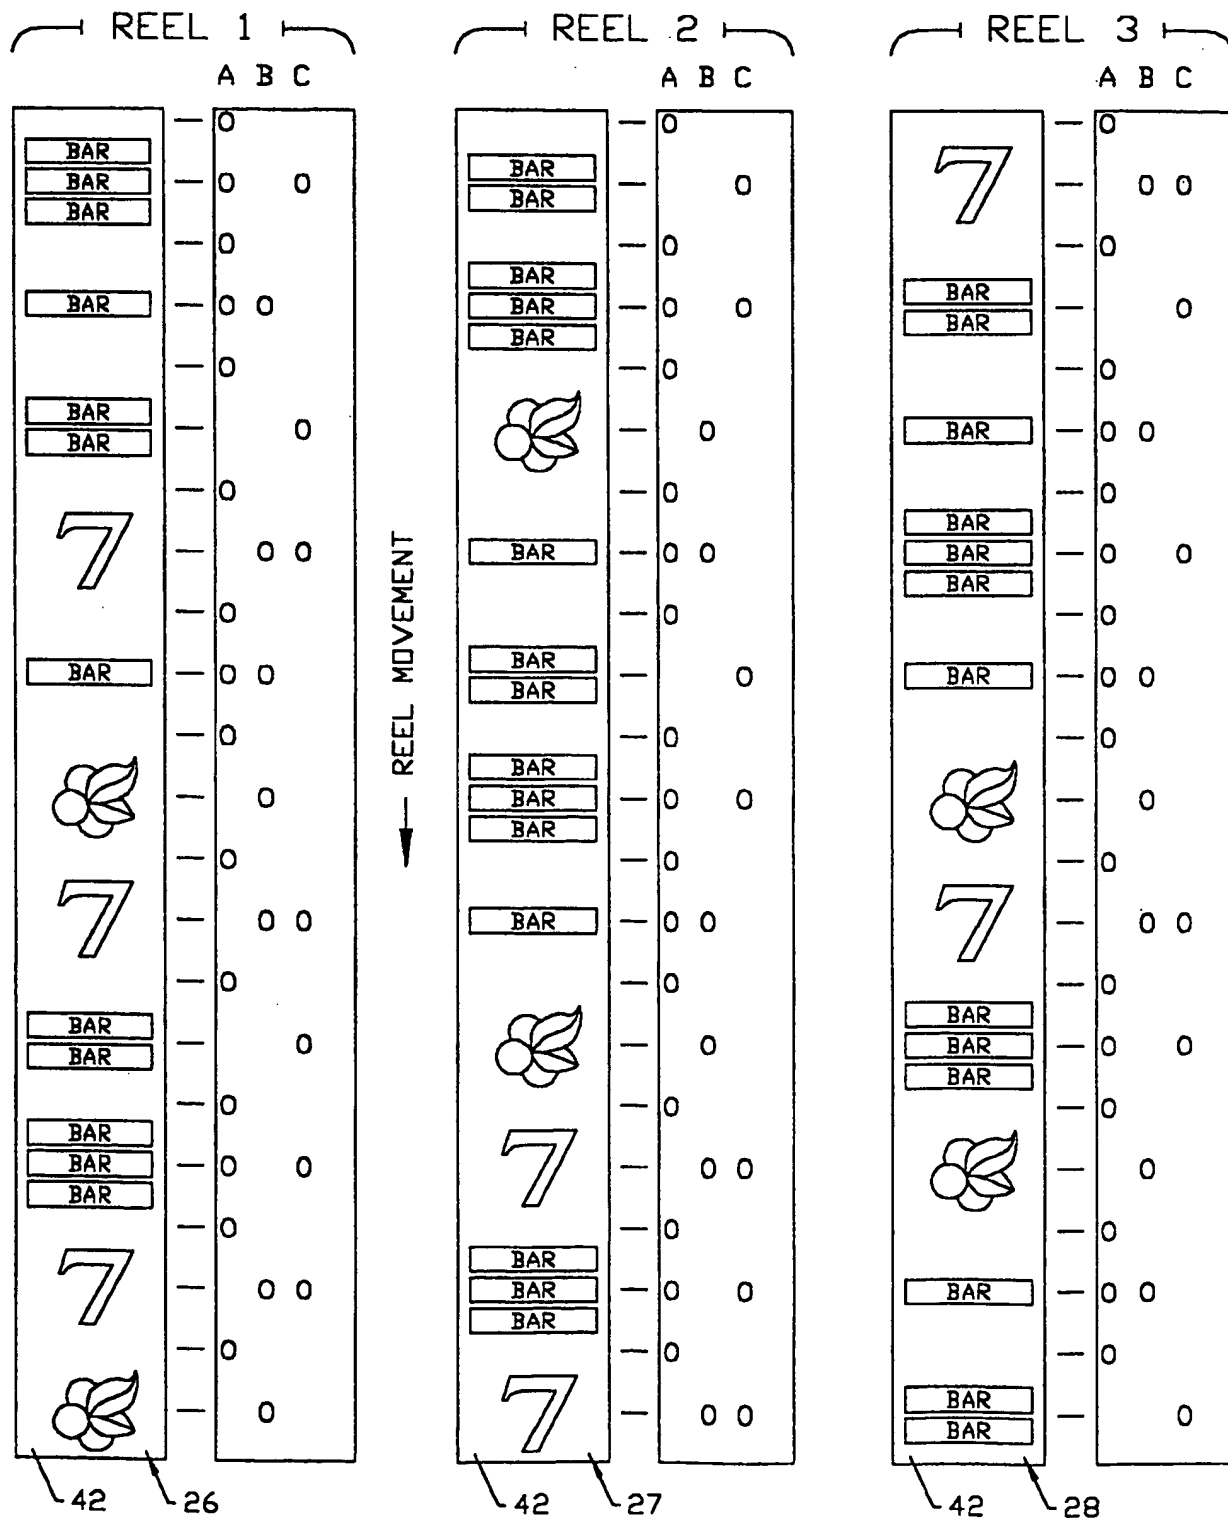 REEL 1 REEL 2 REEL 3
A B C A B C A B C
O O O
BAR
BAR O O
BAR
BAR
BAR O
7 O O
O O O
BAR O O
BAR
BAR
BAR O O
BAR
BAR
BAR O
O O O
BAR
BAR O
O
BAR O O
O O O
7 O O
BAR O O
BAR
BAR O O
BAR
O O O
BAR O O
BAR
BAR O
BAR O O
O O O
O
BAR
BAR O O
BAR
O
O O O
7 O O
BAR O O
7 O O
O O O
BAR
BAR O
O
BAR
BAR O O
BAR
O O O
BAR
BAR O O
BAR
7 O O
O
O O O
7 O O
BAR
BAR O O
BAR
BAR O O
O O O
O
7 O O
BAR
BAR O
REEL MOVEMENT
42 26 42 27 42 28